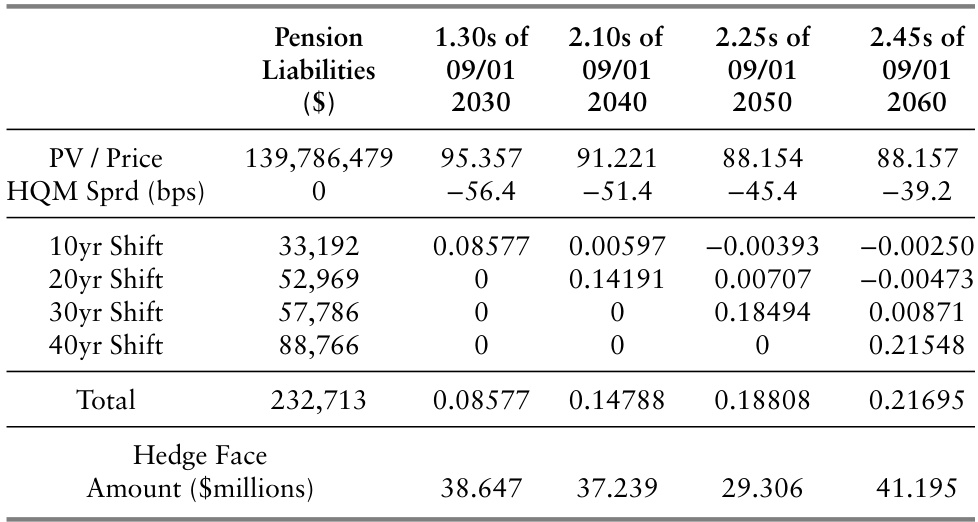 Pension 1.30s of 2.10s of 2.25s of 2.45s of
Liabilities 09/01 09/01 09/01 09/01
($) 2030 2040 2050 2060
PV / Price 139,786,479 95.357 91.221 88.154 88.157
HQM Sprd (bps) 0 −56.4 −51.4 −45.4 −39.2
10yr Shift 33,192 0.08577 0.00597 −0.00393 −0.00250
20yr Shift 52,969 0 0.14191 0.00707 −0.00473
30yr Shift 57,786 0 0 0.18494 0.00871
40yr Shift 88,766 0 0 0 0.21548
Total 232,713 0.08577 0.14788 0.18808 0.21695
Hedge Face
Amount ($millions) 38.647 37.239 29.306 41.195